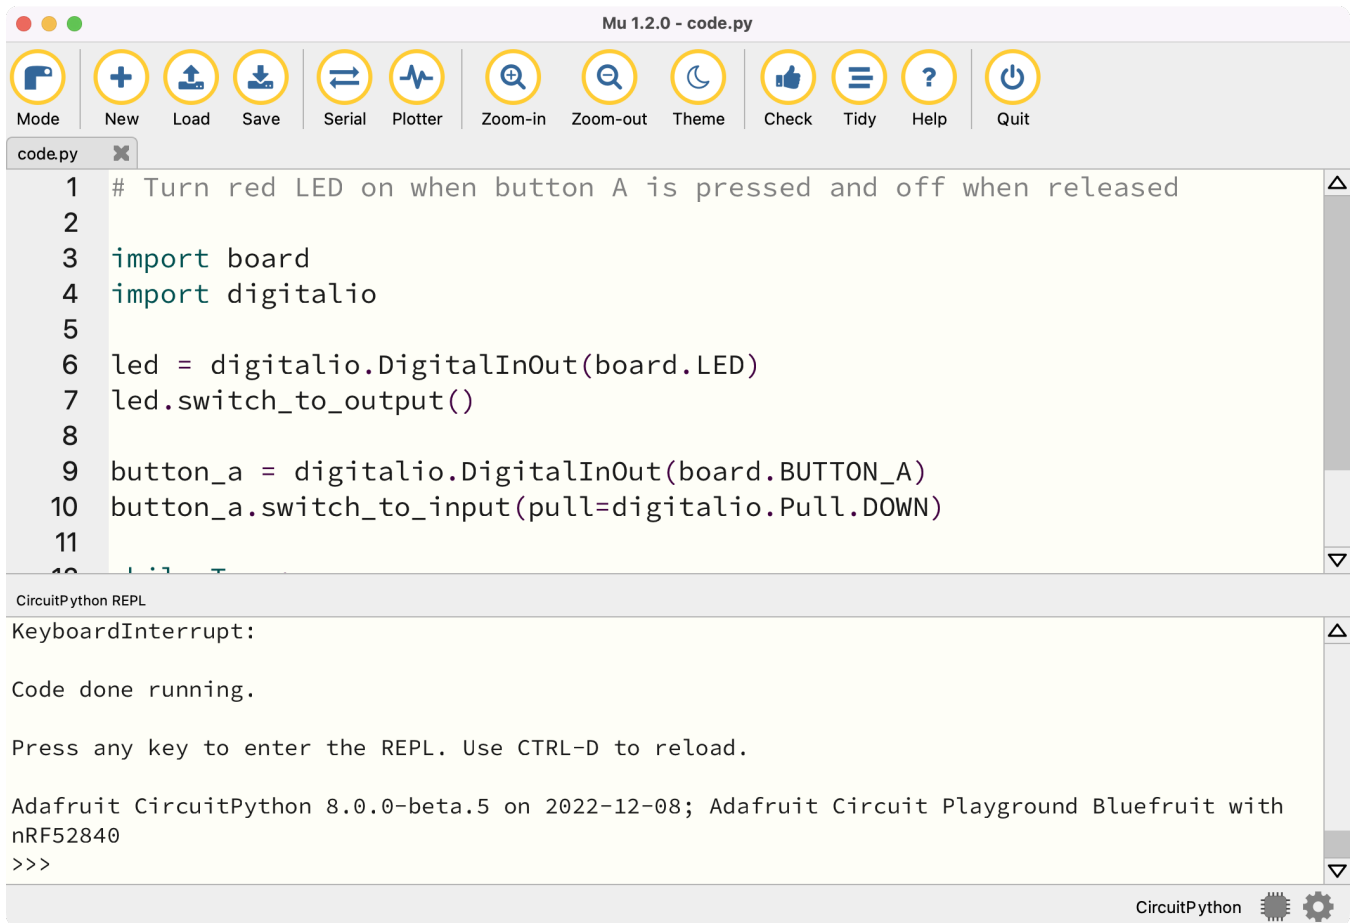 Mu 1.2.0 - code.py
Mode New Load Save Serial Plotter Zoom-in Zoom-out Theme Check Tidy Help Quit
code.py
1 # Turn red LED on when button A is pressed and off when released
2
3 import board
4 import digitalio
5
6 led = digitalio.DigitalInOut(board.LED)
7 led.switch_to_output()
8
9 button_a = digitalio.DigitalInOut(board.BUTTON_A)
10 button_a.switch_to_input(pull=digitalio.Pull.DOWN)
11
CircuitPython REPL
KeyboardInterrupt:
Code done running.
Press any key to enter the REPL. Use CTRL-D to reload.
Adafruit CircuitPython 8.0.0-beta.5 on 2022-12-08; Adafruit Circuit Playground Bluefruit with
nRF52840
>>>
CircuitPython